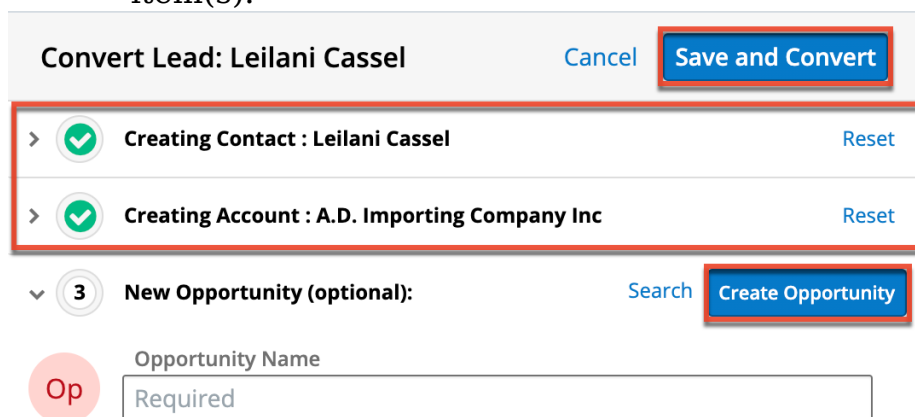 item(s).
Convert Lead: Leilani Cassel Cancel Save and Convert
Creating Contact : Leilani Cassel Reset
Creating Account : A.D. Importing Company Inc Reset
3 New Opportunity (optional): Search Create Opportunity
Opportunity Name
Op Required